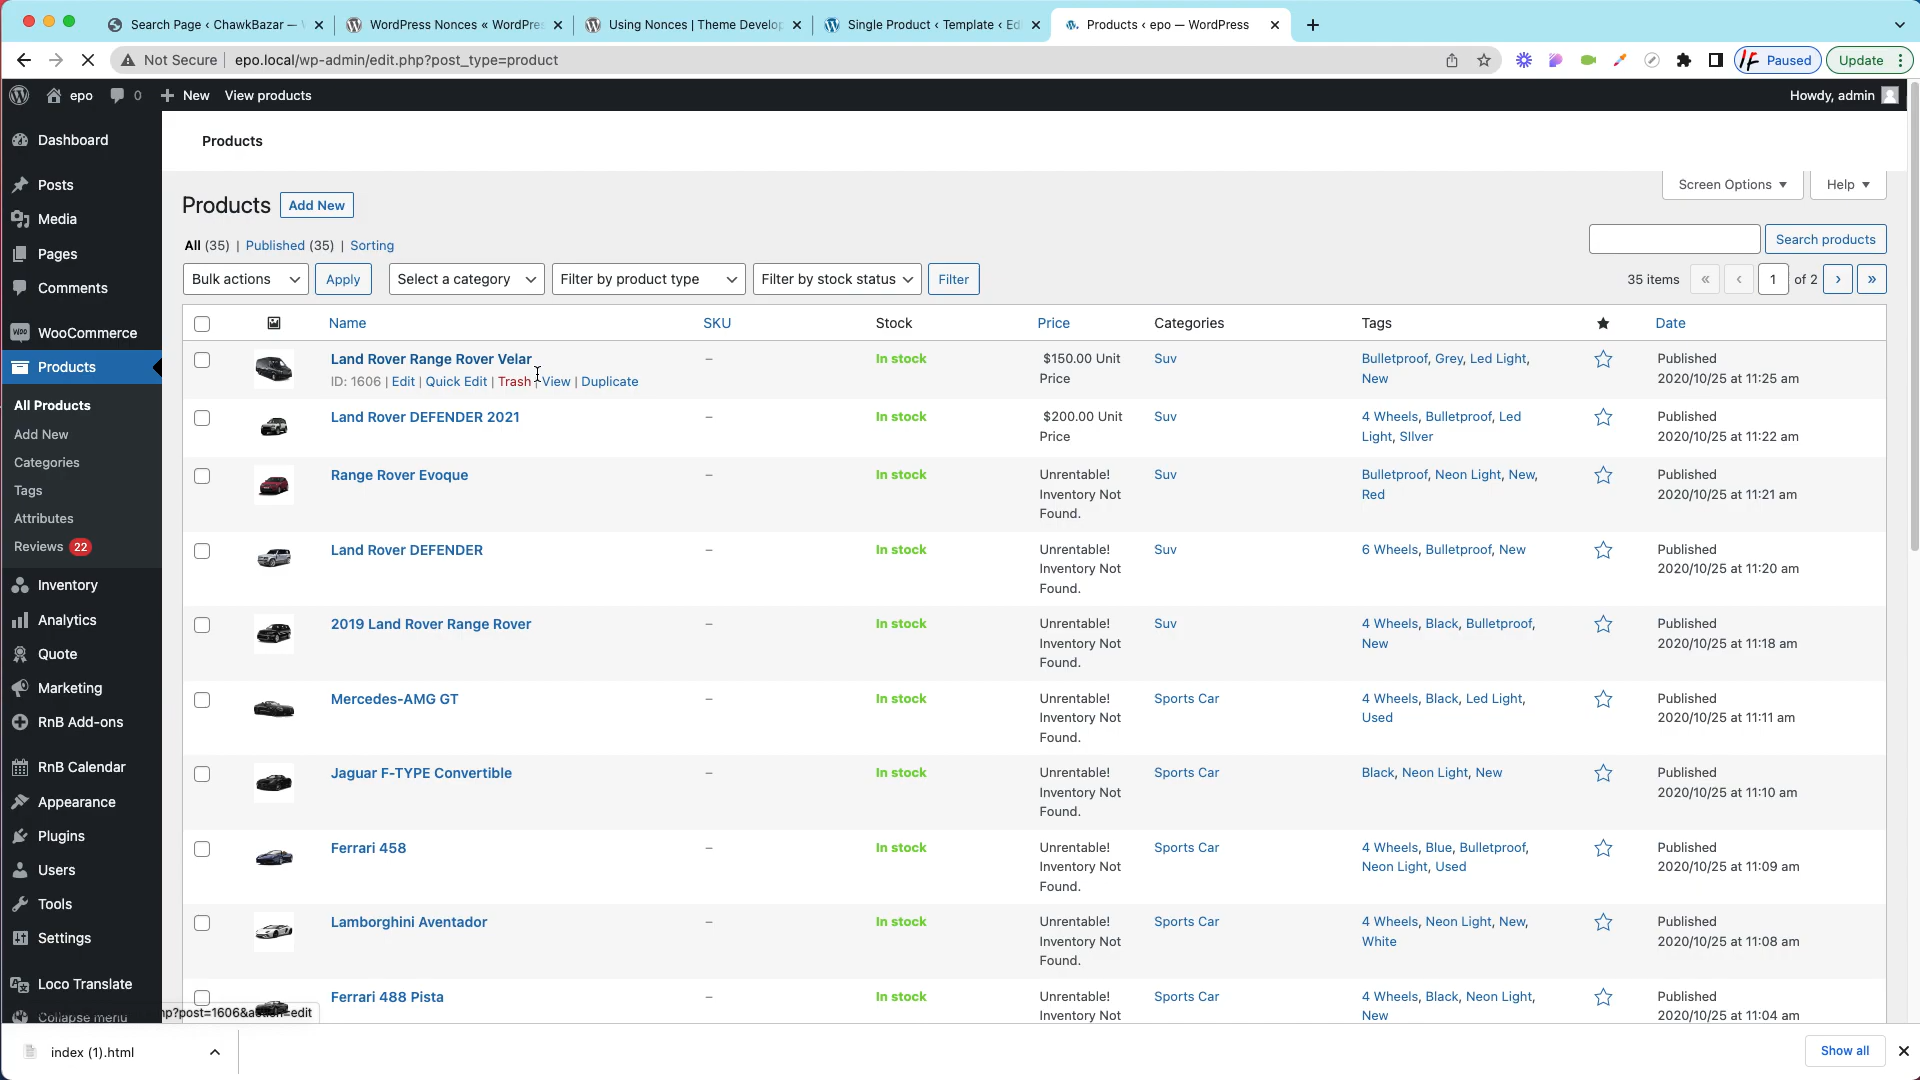 Search Page ‹ ChawkBazar —
WordPress Nonces « WordPre
Using Nonces | Theme Develop
Single Product ‹ Template ‹ Ed
Products ‹ epo — WordPress
Not Secure epo.local/wp-admin/edit.php?post_type=product
Paused
Update
epo 0 New View products
Howdy, admin
Dashboard
Posts
Media
Pages
Comments
WooCommerce
Products
All Products
Add New
Categories
Tags
Attributes
Reviews 22
Inventory
Analytics
Quote
Marketing
RnB Add-ons
RnB Calendar
Appearance
Plugins
Users
Tools
Settings
Loco Translate
Collapse menu
Products
Screen Options Help
Products Add New
All (35) | Published (35) | Sorting
Search products
Bulk actions Apply Select a category Filter by product type Filter by stock status Filter
35 items « ‹ 1 of 2 › »
Name SKU Stock Price Categories Tags Date
Land Rover Range Rover Velar – In stock $150.00 Unit Suv Bulletproof, Grey, Led Light, Published
ID: 1606 | Edit | Quick Edit | Trash | View | Duplicate Price New 2020/10/25 at 11:25 am
Land Rover DEFENDER 2021 – In stock $200.00 Unit Suv 4 Wheels, Bulletproof, Led Published
Price Light, SIlver 2020/10/25 at 11:22 am
Range Rover Evoque – In stock Unrentable! Suv Bulletproof, Neon Light, New, Published
Inventory Not Red 2020/10/25 at 11:21 am
Found.
Land Rover DEFENDER – In stock Unrentable! Suv 6 Wheels, Bulletproof, New Published
Inventory Not 2020/10/25 at 11:20 am
Found.
2019 Land Rover Range Rover – In stock Unrentable! Suv 4 Wheels, Black, Bulletproof, Published
Inventory Not New 2020/10/25 at 11:18 am
Found.
Mercedes-AMG GT – In stock Unrentable! Sports Car 4 Wheels, Black, Led Light, Published
Inventory Not Used 2020/10/25 at 11:11 am
Found.
Jaguar F-TYPE Convertible – In stock Unrentable! Sports Car Black, Neon Light, New Published
Inventory Not 2020/10/25 at 11:10 am
Found.
Ferrari 458 – In stock Unrentable! Sports Car 4 Wheels, Blue, Bulletproof, Published
Inventory Not Neon Light, Used 2020/10/25 at 11:09 am
Found.
Lamborghini Aventador – In stock Unrentable! Sports Car 4 Wheels, Neon Light, New, Published
Inventory Not White 2020/10/25 at 11:08 am
Found.
Ferrari 488 Pista – In stock Unrentable! Sports Car 4 Wheels, Black, Neon Light, Published
Inventory Not New 2020/10/25 at 11:04 am
index (1).html
Show all